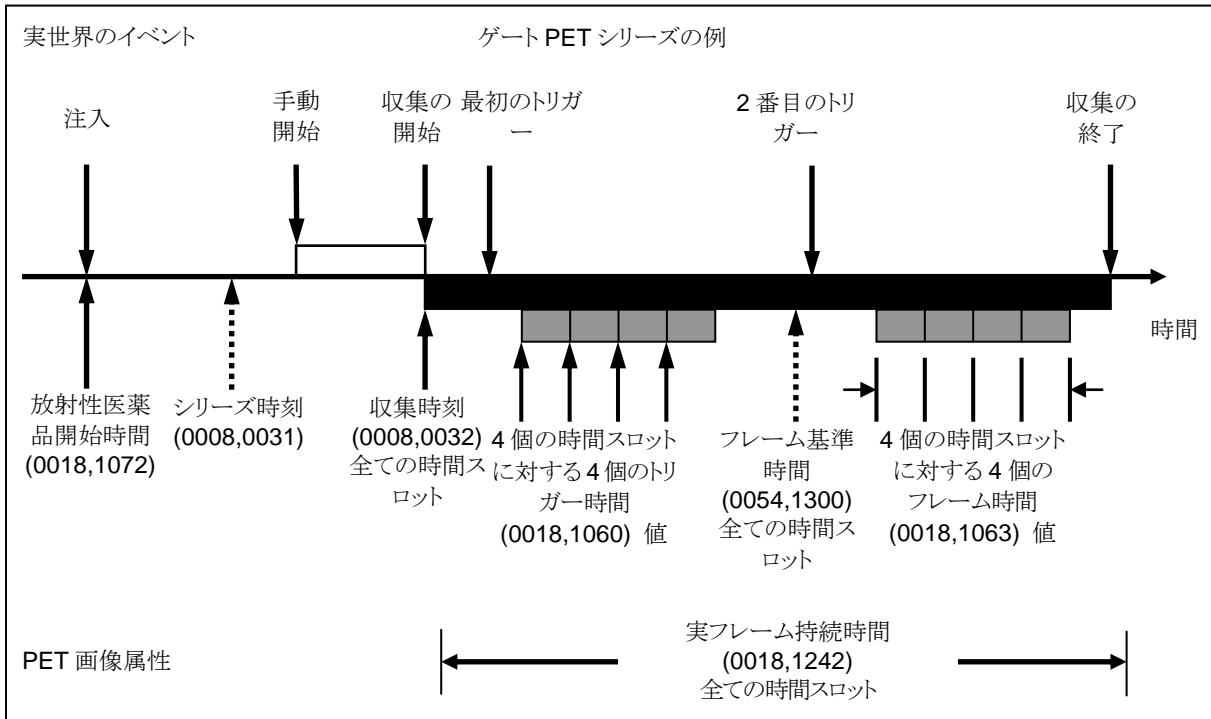 実世界のイベント
ゲート PET シリーズの例
注入
手動
開始
収集の
開始
最初のトリガ
ー
2 番目のトリ
ガー
収集の
終了
時間
放射性医薬
品開始時間
(0018,1072)
シリーズ時刻
(0008,0031)
収集時刻
(0008,0032)
全ての時間ス
ロット
4 個の時間スロット
に対する 4 個のトリ
ガー時間
(0018,1060) 値
フレーム基準
時間
(0054,1300)
全ての時間ス
ロット
4 個の時間スロット
に対する 4 個の
フレーム時間
(0018,1063) 値
PET 画像属性
実フレーム持続時間
(0018,1242)
全ての時間スロット